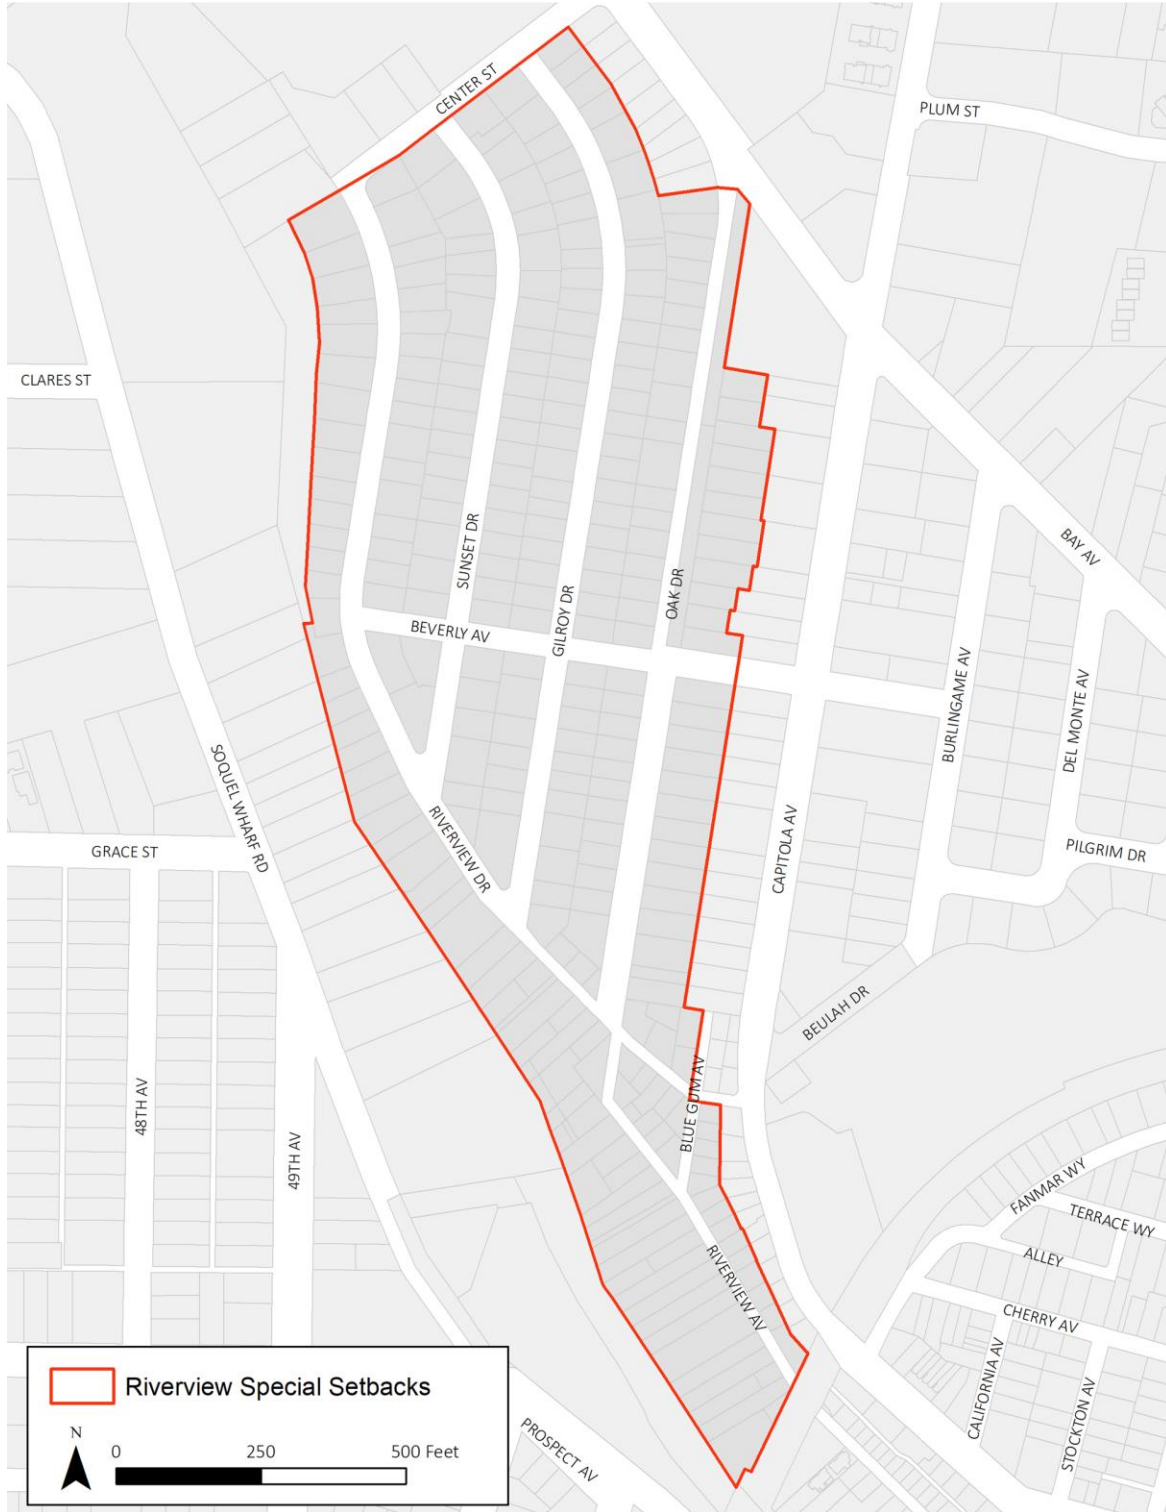 CENTER ST
PLUM ST
CLARES ST
SUNSET DR
GILROY DR
OAK DR
BEVERLY AV
BAY AV
BURLINGAME AV
DEL MONTE AV
SOQUEL WHARF RD
RIVERVIEW DR
CAPITOLA AV
GRACE ST
PILGRIM DR
BEULAH DR
48TH AV
49TH AV
BLUE GUM AV
FANMAR WY
TERRACE WY
ALLEY
RIVERVIEW AV
CHERRY AV
CALIFORNIA AV
STOCKTON AV
PROSPECT AV
Riverview Special Setbacks
N
0 250 500 Feet